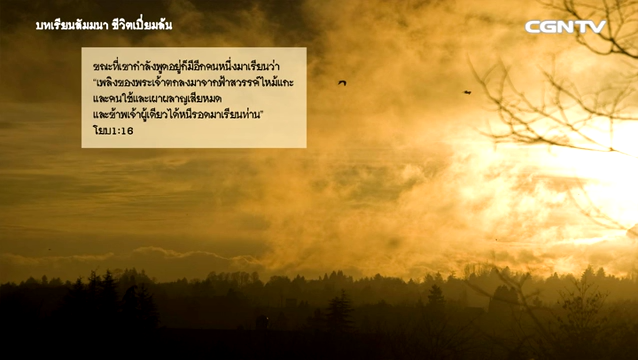 บทเรียนสัมมนา ชีวิตเปี่ยมล้น
CGNTV
ขณะที่เขากำลังพูดอยู่ก็มีอีกคนหนึ่งมาเรียนว่า
"เพลิงของพระเจ้าตกลงมาจากฟ้าสวรรค์ไหม้แกะ
และคนใช้และเผาผลาญเสียหมด
และข้าพเจ้าผู้เดียวได้หนีรอดมาเรียนท่าน"
โยบ1:16